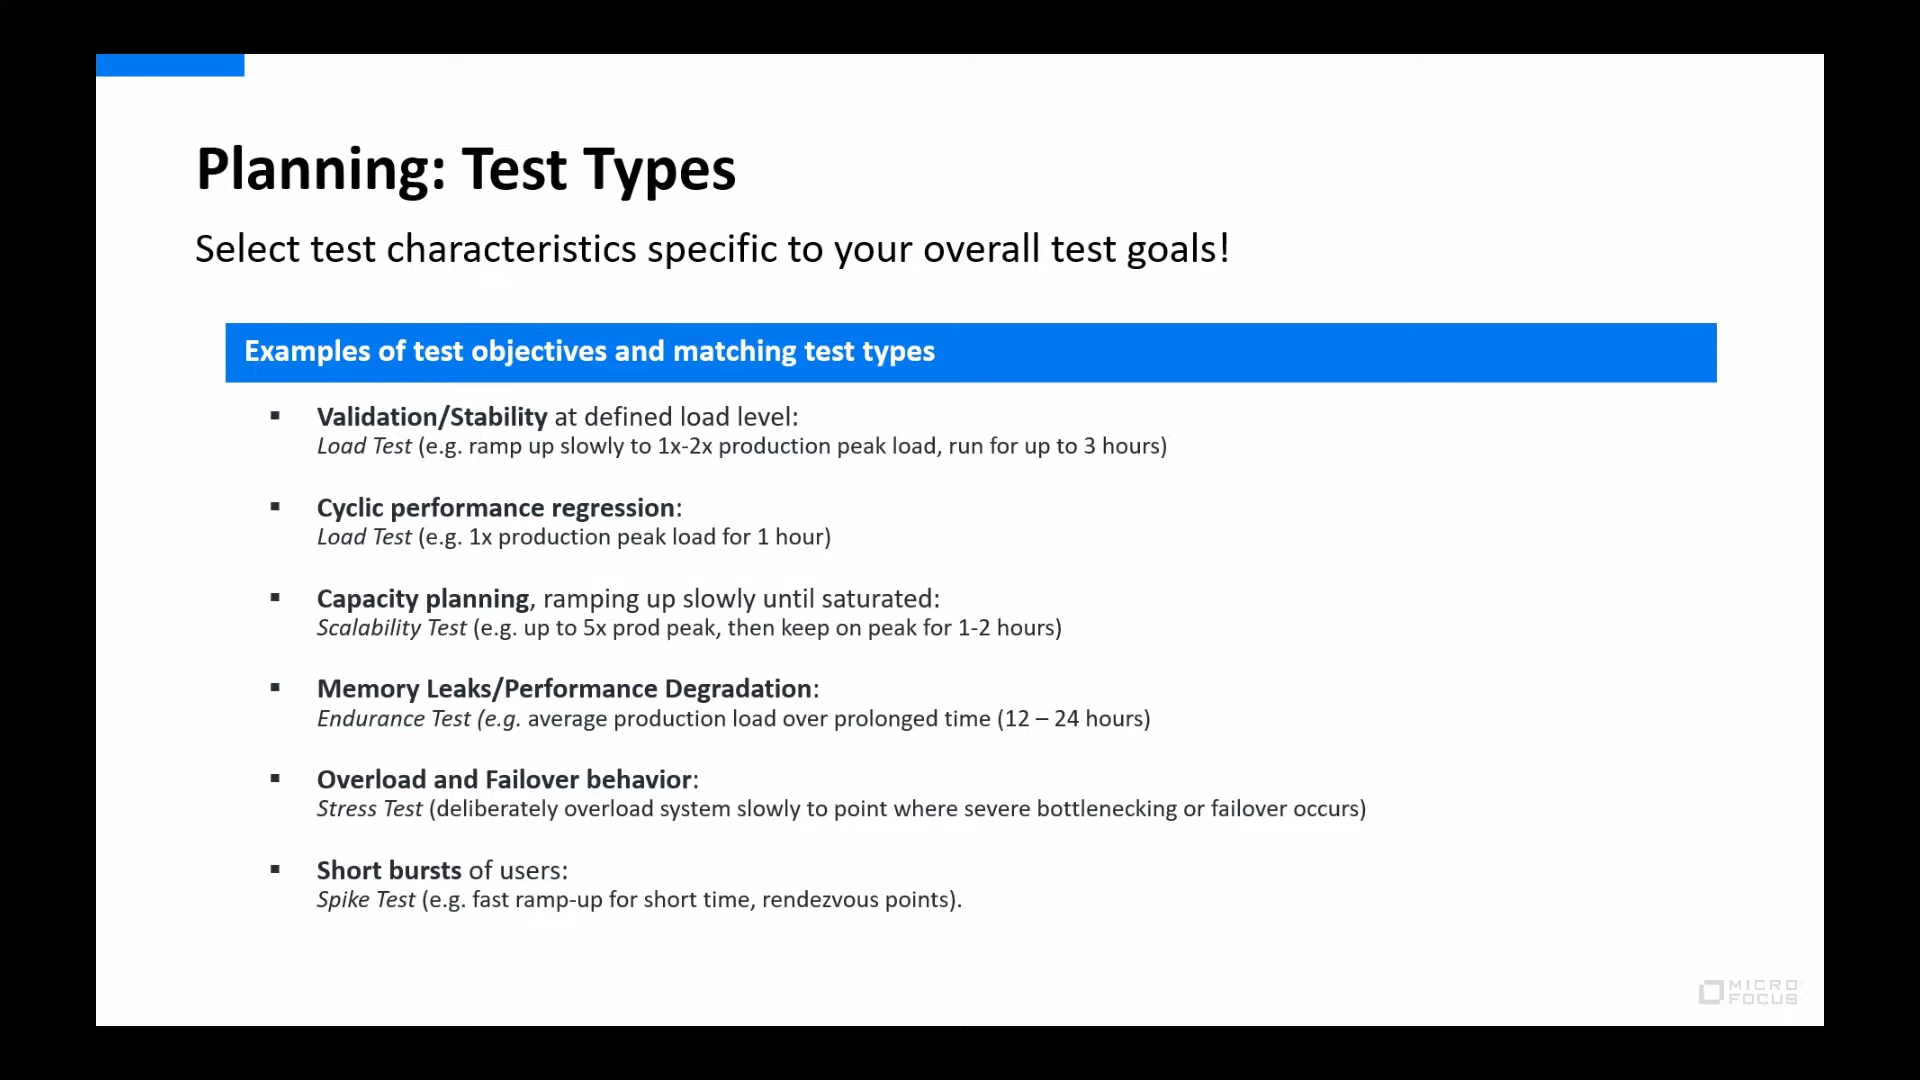 Planning: Test Types
Select test characteristics specific to your overall test goals!
Examples of test objectives and matching test types
▪ Validation/Stability at defined load level:
Load Test (e.g. ramp up slowly to 1x-2x production peak load, run for up to 3 hours)
▪ Cyclic performance regression:
Load Test (e.g. 1x production peak load for 1 hour)
▪ Capacity planning, ramping up slowly until saturated:
Scalability Test (e.g. up to 5x prod peak, then keep on peak for 1-2 hours)
▪ Memory Leaks/Performance Degradation:
Endurance Test (e.g. average production load over prolonged time (12 – 24 hours)
▪ Overload and Failover behavior:
Stress Test (deliberately overload system slowly to point where severe bottlenecking or failover occurs)
▪ Short bursts of users:
Spike Test (e.g. fast ramp-up for short time, rendezvous points).
MICRO
FOCUS